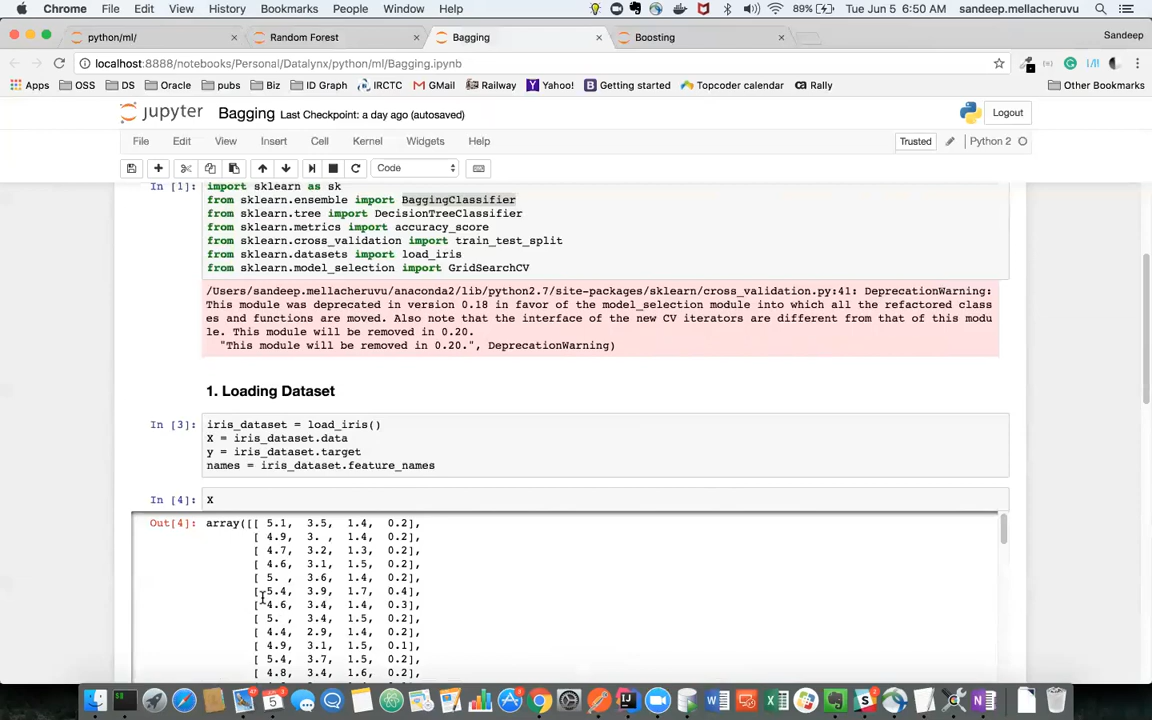 Chrome File Edit View History Bookmarks People Window Help 89% Tue Jun 5 6:50 AM sandeep.mellacheruvu
python/ml/ Random Forest Bagging Boosting Sandeep
localhost:8888/notebooks/Personal/Datalynx/python/ml/Bagging.ipynb
Apps OSS DS Oracle pubs Biz ID Graph IRCTC GMail Railway Yahoo! Getting started Topcoder calendar Rally Other Bookmarks
jupyter Bagging Last Checkpoint: a day ago (autosaved) Logout
File Edit View Insert Cell Kernel Widgets Help Trusted Python 2
Code
In [1]: import sklearn as sk
from sklearn.ensemble import BaggingClassifier
from sklearn.tree import DecisionTreeClassifier
from sklearn.metrics import accuracy_score
from sklearn.cross_validation import train_test_split
from sklearn.datasets import load_iris
from sklearn.model_selection import GridSearchCV
/Users/sandeep.mellacheruvu/anaconda2/lib/python2.7/site-packages/sklearn/cross_validation.py:41: DeprecationWarning:
This module was deprecated in version 0.18 in favor of the model_selection module into which all the refactored class
es and functions are moved. Also note that the interface of the new CV iterators are different from that of this modu
le. This module will be removed in 0.20.
"This module will be removed in 0.20.", DeprecationWarning)
1. Loading Dataset
In [3]: iris_dataset = load_iris()
X = iris_dataset.data
y = iris_dataset.target
names = iris_dataset.feature_names
In [4]: X
Out[4]: array([[ 5.1, 3.5, 1.4, 0.2],
[ 4.9, 3. , 1.4, 0.2],
[ 4.7, 3.2, 1.3, 0.2],
[ 4.6, 3.1, 1.5, 0.2],
[ 5. , 3.6, 1.4, 0.2],
[ 5.4, 3.9, 1.7, 0.4],
[ 4.6, 3.4, 1.4, 0.3],
[ 5. , 3.4, 1.5, 0.2],
[ 4.4, 2.9, 1.4, 0.2],
[ 4.9, 3.1, 1.5, 0.1],
[ 5.4, 3.7, 1.5, 0.2],
[ 4.8, 3.4, 1.6, 0.2],